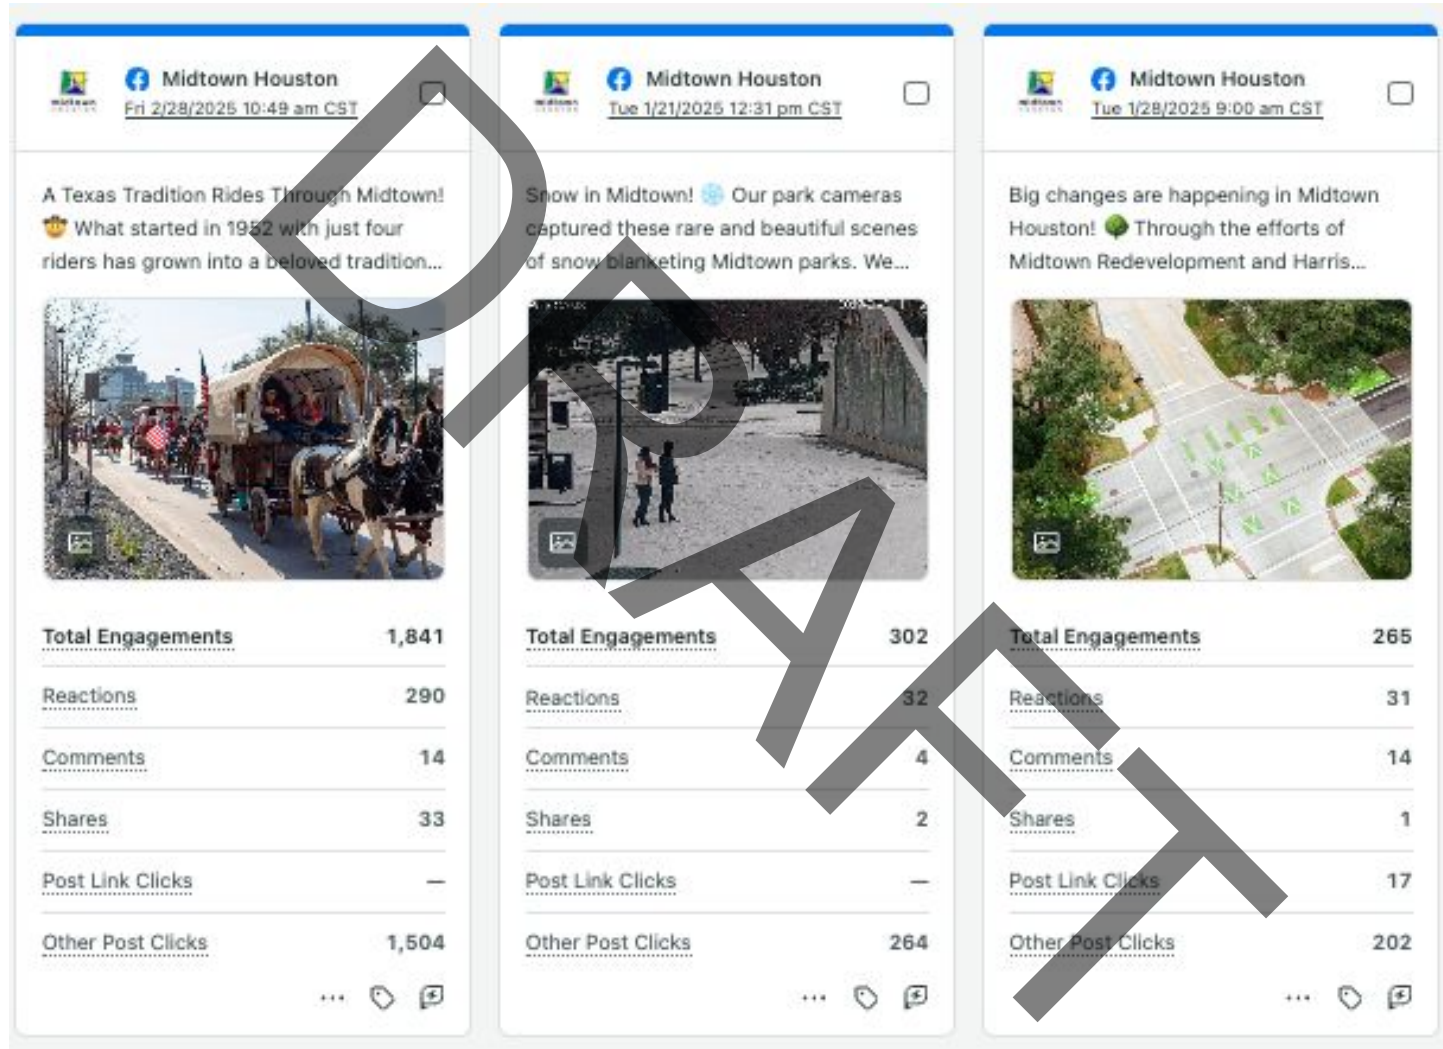 Midtown Houston
Fri 2/28/2025 10:49 am CST
A Texas Tradition Rides Through Midtown!
🤠 What started in 1952 with just four
riders has grown into a beloved tradition...
Total Engagements 1,841
Reactions 290
Comments 14
Shares 33
Post Link Clicks —
Other Post Clicks 1,504
Midtown Houston
Tue 1/21/2025 12:31 pm CST
Snow in Midtown! ❄️ Our park cameras
captured these rare and beautiful scenes
of snow blanketing Midtown parks. We...
Total Engagements 302
Reactions 32
Comments 4
Shares 2
Post Link Clicks —
Other Post Clicks 264
Midtown Houston
Tue 1/28/2025 9:00 am CST
Big changes are happening in Midtown
Houston! 🌳 Through the efforts of
Midtown Redevelopment and Harris...
Total Engagements 265
Reactions 31
Comments 14
Shares 1
Post Link Clicks 17
Other Post Clicks 202
DRAFT